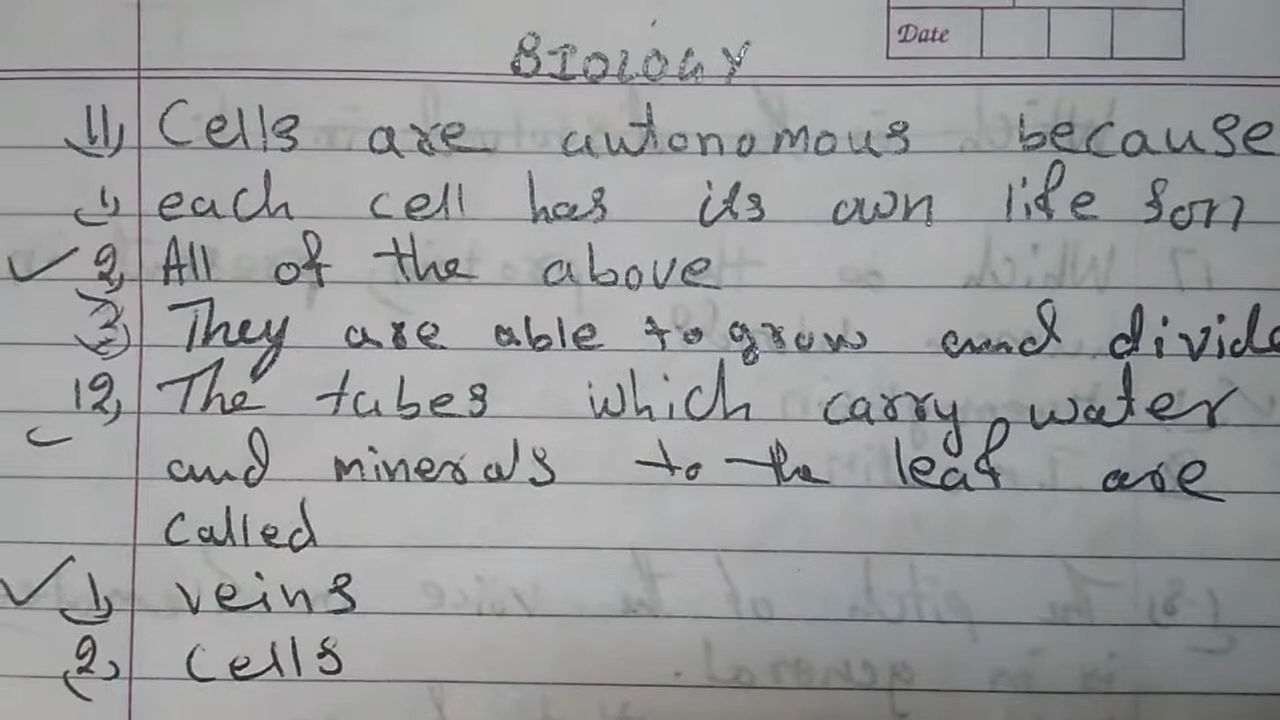 Date
BIOLOGY
11) Cells are autonomous because
1) each cell has its own life son
2) All of the above
3) They are able to grow and divide
12) The tubes which carry water
and minerals to the leaf are
called
1) veins
2) cells